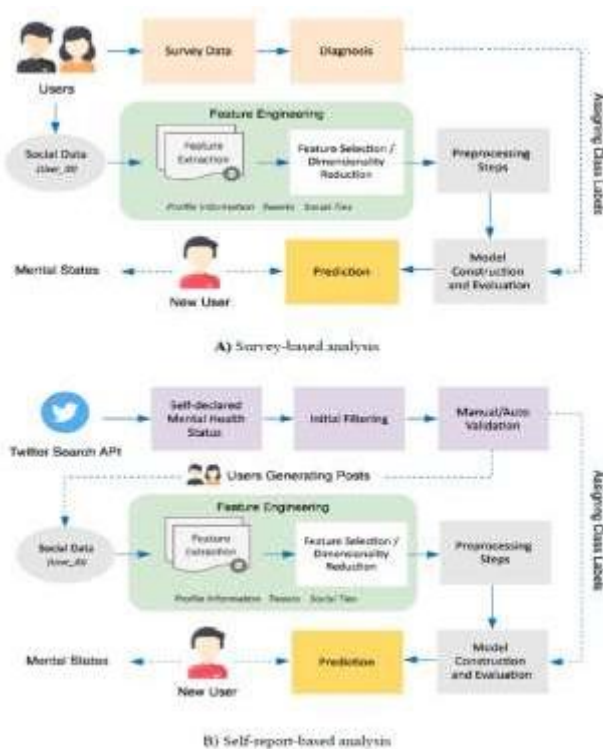 Users
Survey Data
Diagnosis
Assigning Class Labels
Feature Engineering
Social Data
(User_di)
Feature
Extraction
Feature Selection /
Dimensionality
Reduction
Preprocessing
Steps
Profile Information Tweets Social Ties
Mental Status
New User
Prediction
Model
Construction
and Evaluation
A) Survey-based analysis
Twitter Search API
Self-declared
Mental Health
Status
Initial Filtering
Manual/Auto
Validation
Assigning Class Labels
Users Generating Posts
Feature Engineering
Social Data
(User_di)
Feature
Extraction
Feature Selection /
Dimensionality
Reduction
Preprocessing
Steps
Profile Information Tweets Social Ties
Mental States
New User
Prediction
Model
Construction
and Evaluation
B) Self-report-based analysis